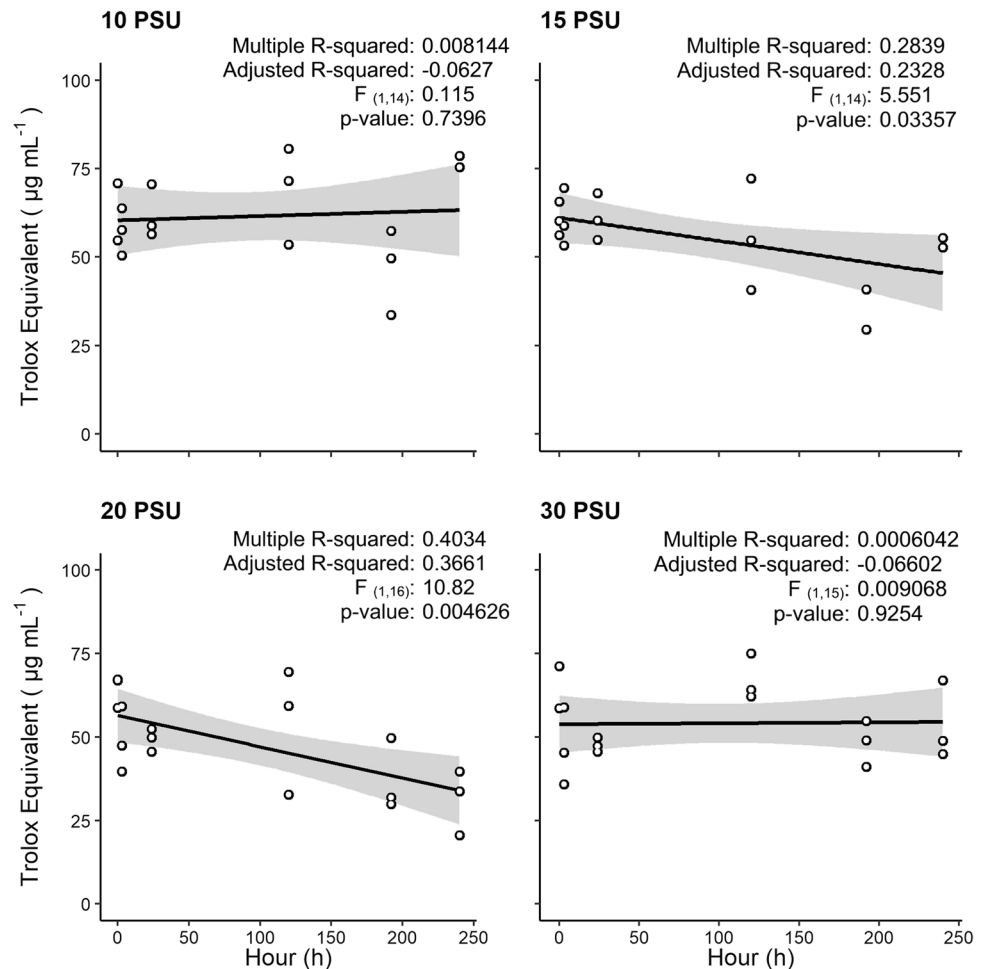 10 PSU
Multiple R-squared: 0.008144
Adjusted R-squared: -0.0627
F (1,14): 0.115
p-value: 0.7396
100
75
50
25
0
Trolox Equivalent ( µg mL⁻¹ )
15 PSU
Multiple R-squared: 0.2839
Adjusted R-squared: 0.2328
F (1,14): 5.551
p-value: 0.03357
20 PSU
Multiple R-squared: 0.4034
Adjusted R-squared: 0.3661
F (1,16): 10.82
p-value: 0.004626
100
75
50
25
0
Trolox Equivalent ( µg mL⁻¹ )
0 50 100 150 200 250
Hour (h)
30 PSU
Multiple R-squared: 0.0006042
Adjusted R-squared: -0.06602
F (1,15): 0.009068
p-value: 0.9254
0 50 100 150 200 250
Hour (h)